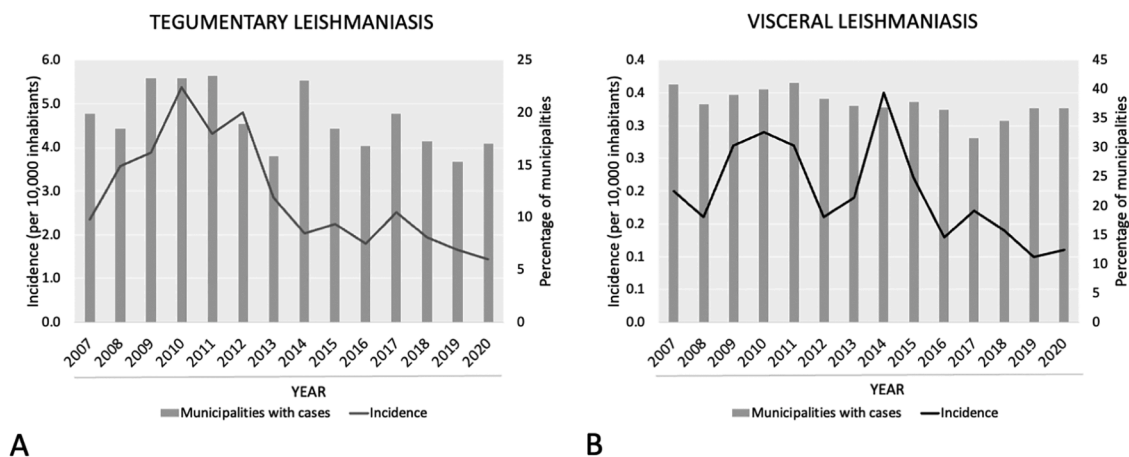 TEGUMENTARY LEISHMANIASIS
Incidence (per 10,000 inhabitants)
6.0
5.0
4.0
3.0
2.0
1.0
0.0
25
20
15
10
5
0
Percentage of municipalities
2007 2008 2009 2010 2011 2012 2013 2014 2015 2016 2017 2018 2019 2020
YEAR
Municipalities with cases Incidence
A
VISCERAL LEISHMANIASIS
Incidence (per 10,000 inhabitants)
0.4
0.4
0.3
0.3
0.2
0.2
0.1
0.1
0.0
45
40
35
30
25
20
15
10
5
0
Percentage of municipalities
2007 2008 2009 2010 2011 2012 2013 2014 2015 2016 2017 2018 2019 2020
YEAR
Municipalities with cases Incidence
B